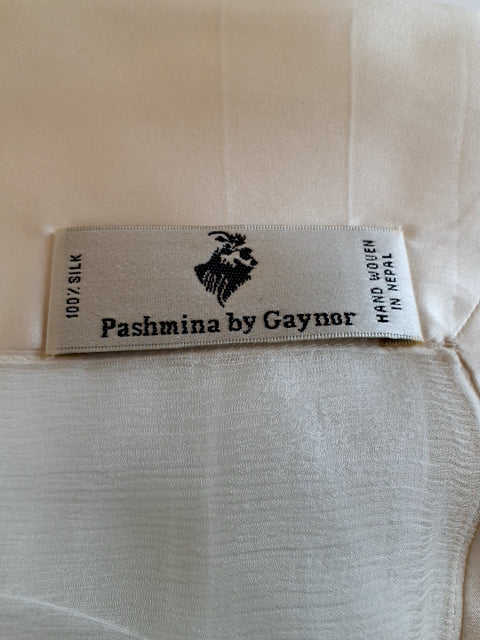 100% SILK
Pashmina by Gaynor
HAND WOVEN
IN NEPAL